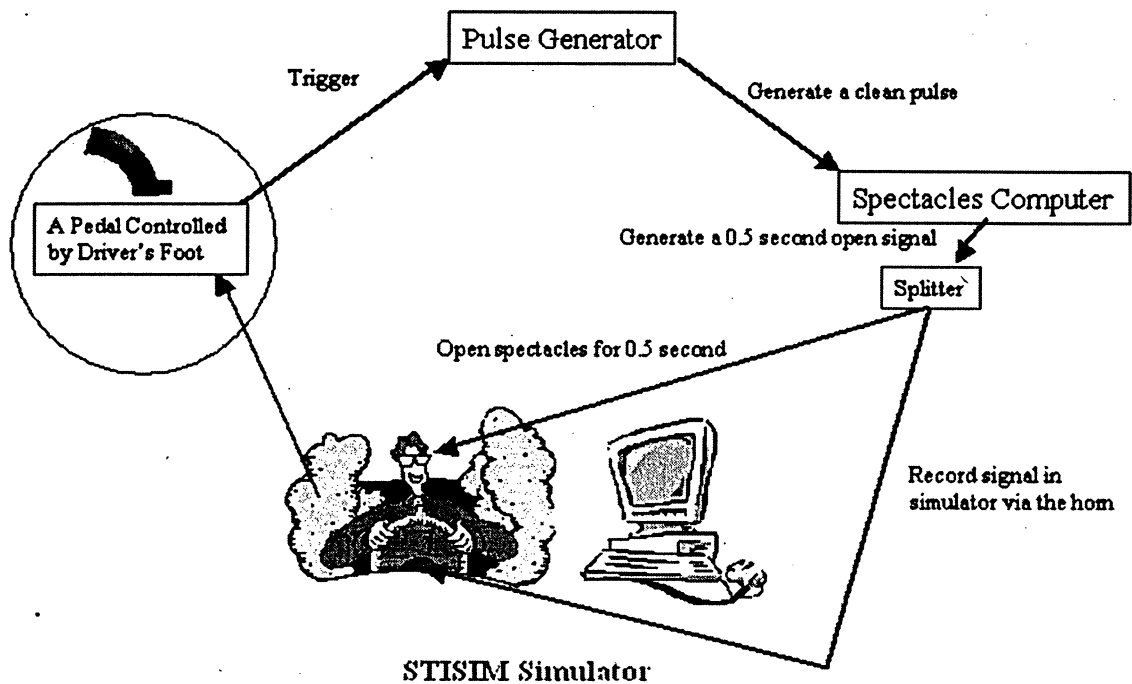 Pulse Generator
Trigger
Generate a clean pulse
A Pedal Controlled
by Driver's Foot
Spectacles Computer
Generate a 0.5 second open signal
Splitter
Open spectacles for 0.5 second
Record signal in
simulator via the horn
STISIM Simulator